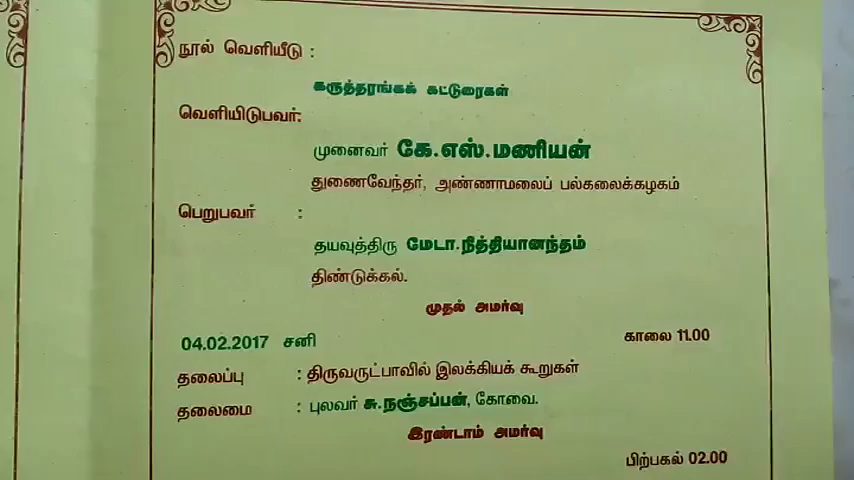 நூல் வெளியீடு :
கருத்தரங்கக் கட்டுரைகள்
வெளியிடுபவர்:
முனைவர் கே.எஸ்.மணியன்
துணைவேந்தர், அண்ணாமலைப் பல்கலைக்கழகம்
பெறுபவர் :
தயவுத்திரு மேடா.நீத்தியானந்தம்
திண்டுக்கல்.
முதல் அமர்வு
04.02.2017 சனி காலை 11.00
தலைப்பு : திருவருட்பாவில் இலக்கியக் கூறுகள்
தலைமை : புலவர் சு.நஞ்சப்பன், கோவை.
இரண்டாம் அமர்வு
பிற்பகல் 02.00